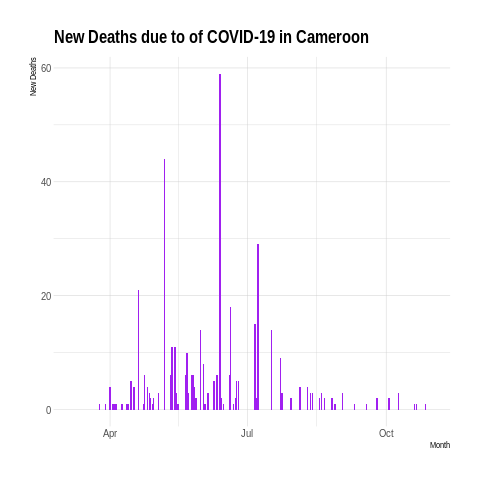 New Deaths due to of COVID-19 in Cameroon
New Deaths
60
40
20
0
Apr
Jul
Oct
Month